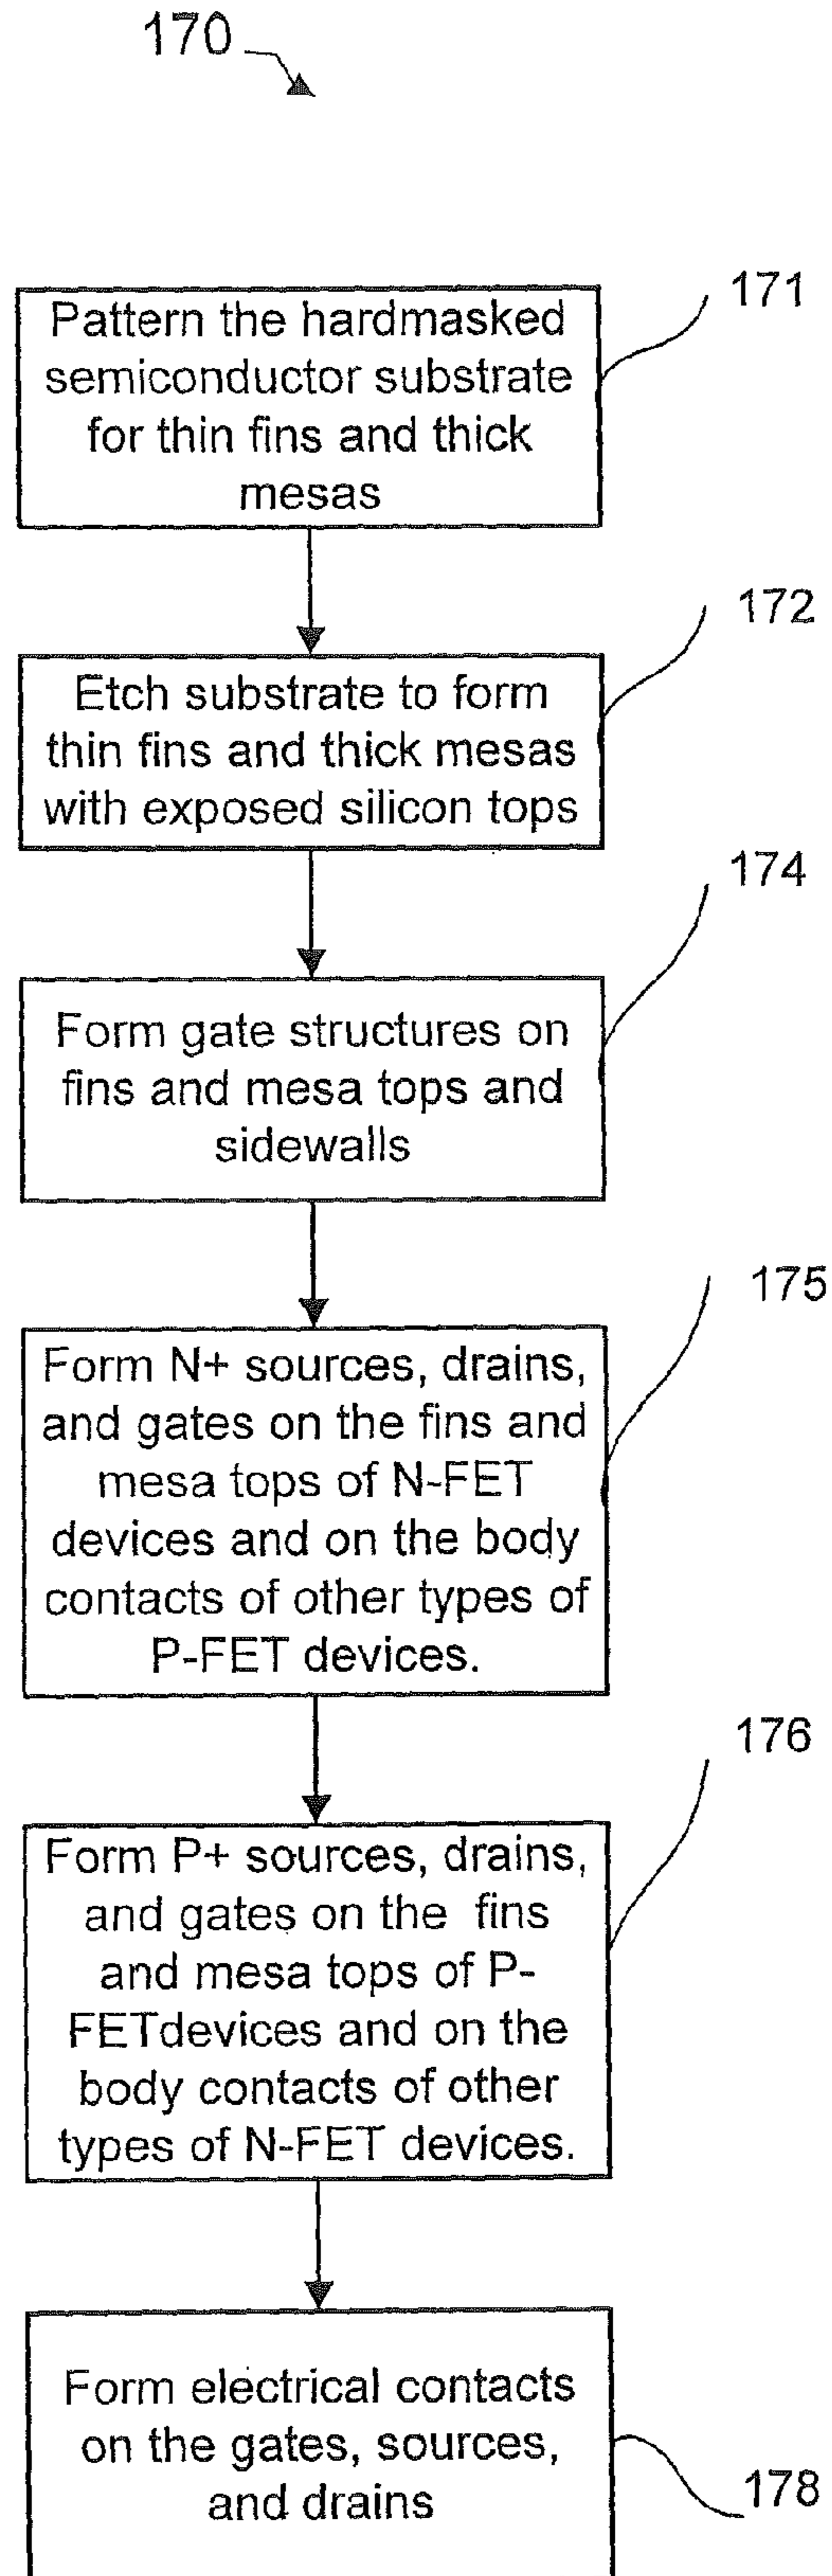 170
171
Pattern the hardmasked
semiconductor substrate
for thin fins and thick
mesas
172
Etch substrate to form
thin fins and thick mesas
with exposed silicon tops
174
Form gate structures on
fins and mesa tops and
sidewalls
175
Form N+ sources, drains,
and gates on the fins and
mesa tops of N-FET
devices and on the body
contacts of other types of
P-FET devices.
176
Form P+ sources, drains,
and gates on the fins
and mesa tops of P-
FETdevices and on the
body contacts of other
types of N-FET devices.
Form electrical contacts
on the gates, sources,
and drains
178